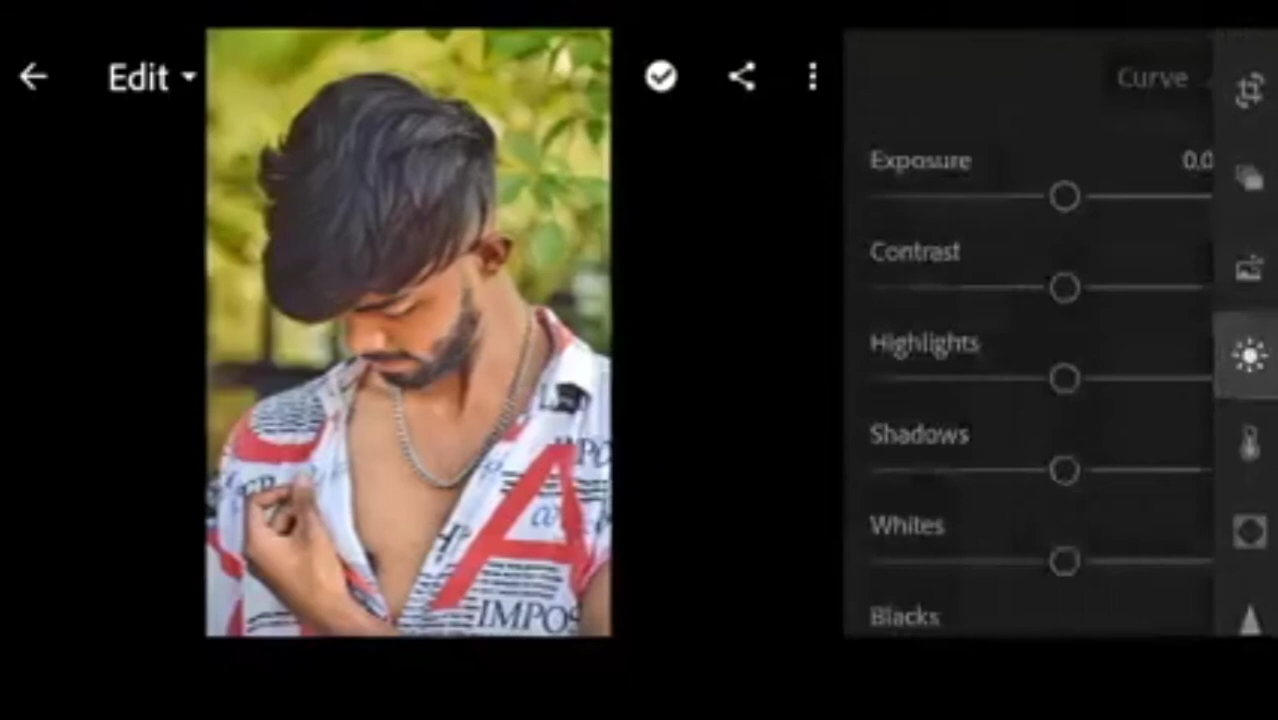 Edit
Curve
Exposure
0.0
Contrast
Highlights
Shadows
Whites
Blacks
A
IMPOS